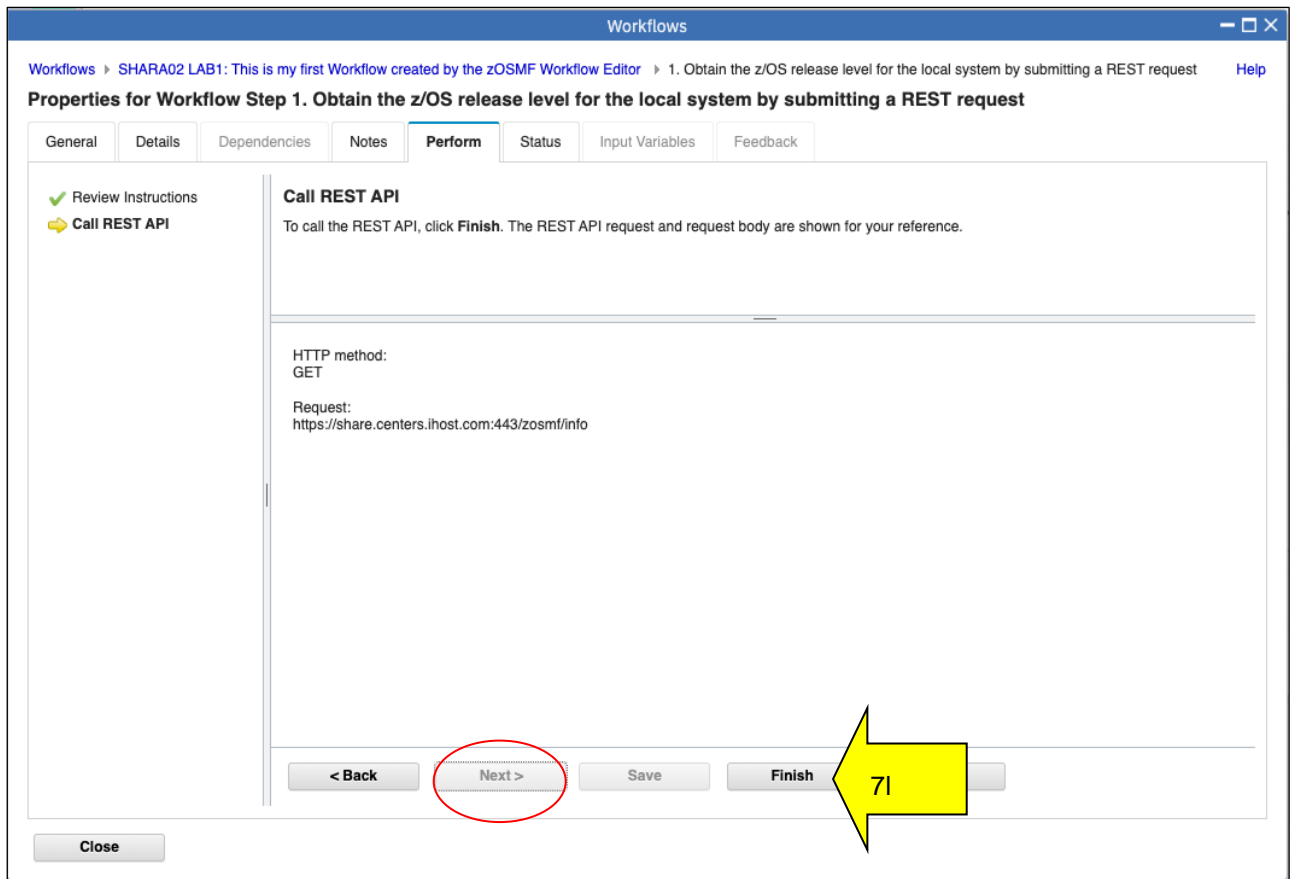 Workflows
Workflows SHARA02 LAB1: This is my first Workflow created by the zOSMF Workflow Editor 1. Obtain the z/OS release level for the local system by submitting a REST request Help
Properties for Workflow Step 1. Obtain the z/OS release level for the local system by submitting a REST request
General Details Dependencies Notes Perform Status Input Variables Feedback
Review Instructions
Call REST API
Call REST API
To call the REST API, click Finish. The REST API request and request body are shown for your reference.
HTTP method:
GET
Request:
https://share.centers.ihost.com:443/zosmf/info
< Back Next > Save Finish
7l
Close